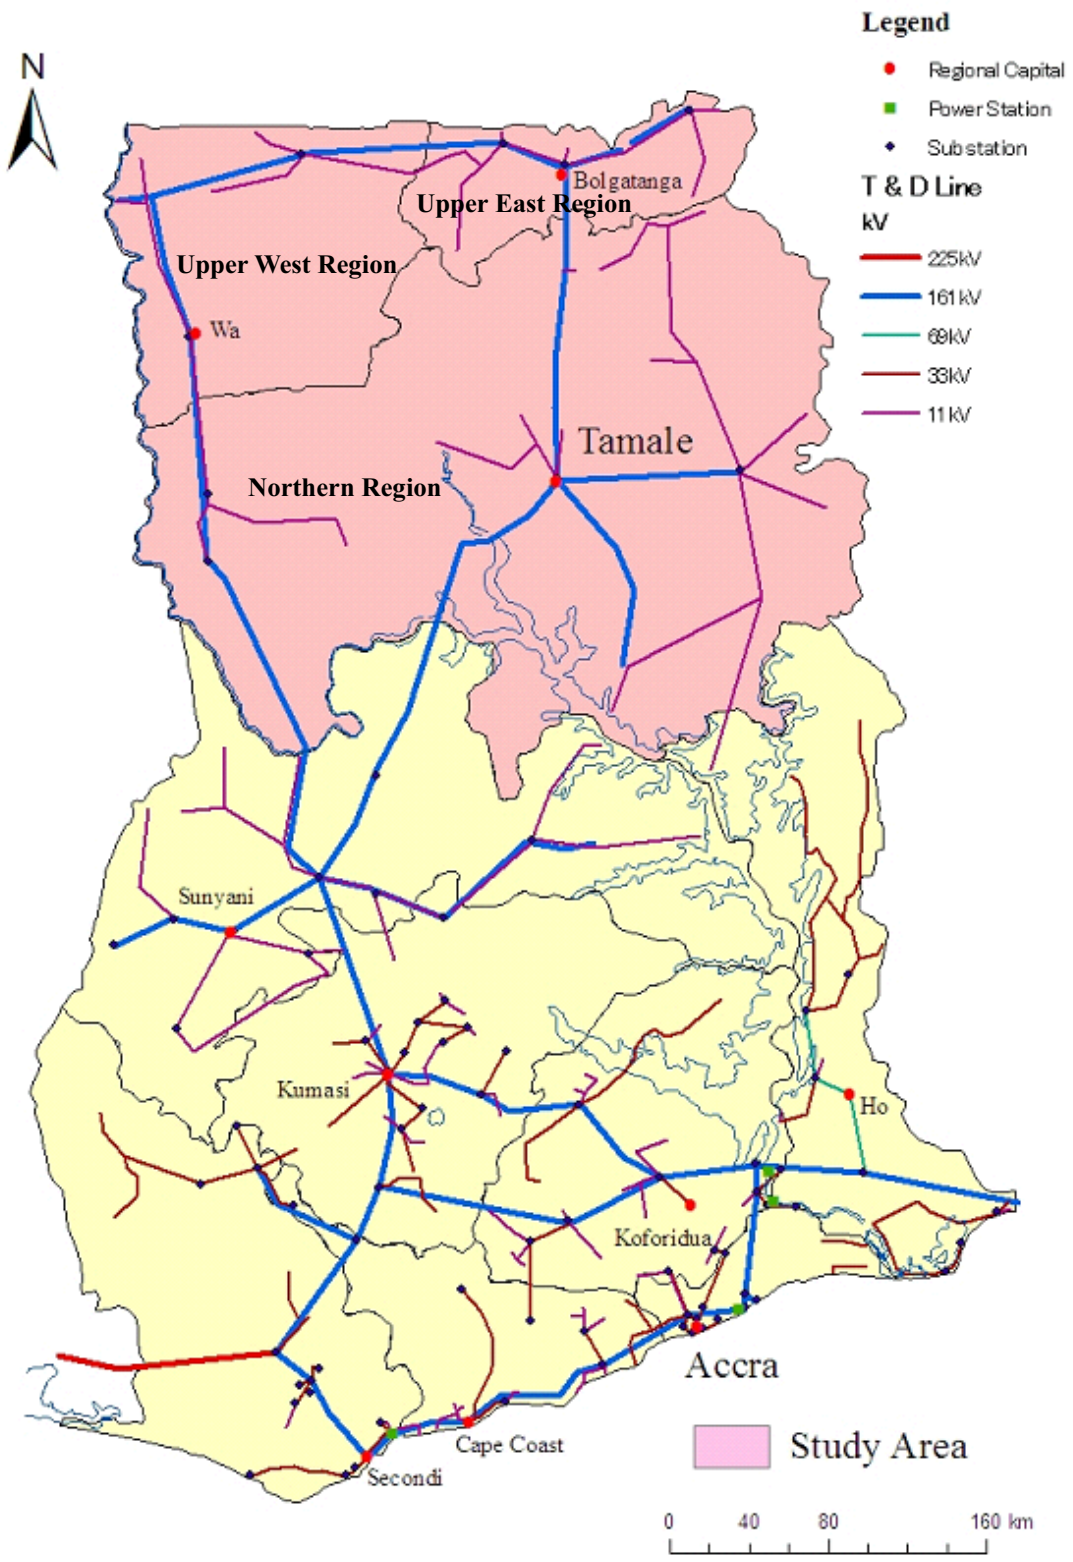 Legend
N
Regional Capital
Power Station
Substation
T & D Line
kV
225kV
161kV
69kV
33kV
11kV
Bolgatanga
Upper East Region
Upper West Region
Wa
Tamale
Northern Region
Sunyani
Kumasi
Ho
Koforidua
Accra
Cape Coast
Study Area
Secondi
0 40 80 160 km